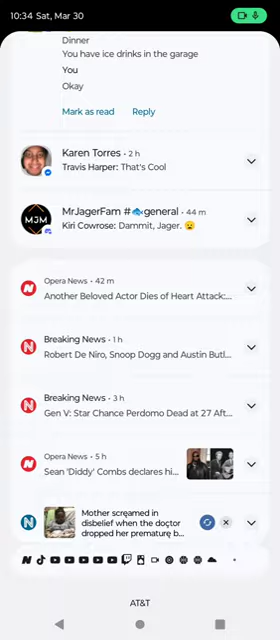 10:34 Sat, Mar 30
Dinner
You have ice drinks in the garage
You
Okay
Mark as read Reply
Karen Torres • 2 h
Travis Harper: That's Cool
MrJagerFam #🐟general • 44 m
MJM
Kiri Cowrose: Dammit, Jager. 😉
Opera News • 42 m
Another Beloved Actor Dies of Heart Attack:...
Breaking News • 1 h
Robert De Niro, Snoop Dogg and Austin Butl...
Breaking News • 3 h
Gen V: Star Chance Perdomo Dead at 27 Aft...
Opera News • 5 h
Sean 'Diddy' Combs declares hi...
Mother screamed in
disbelief when the doctor
dropped her premature b...
AT&T